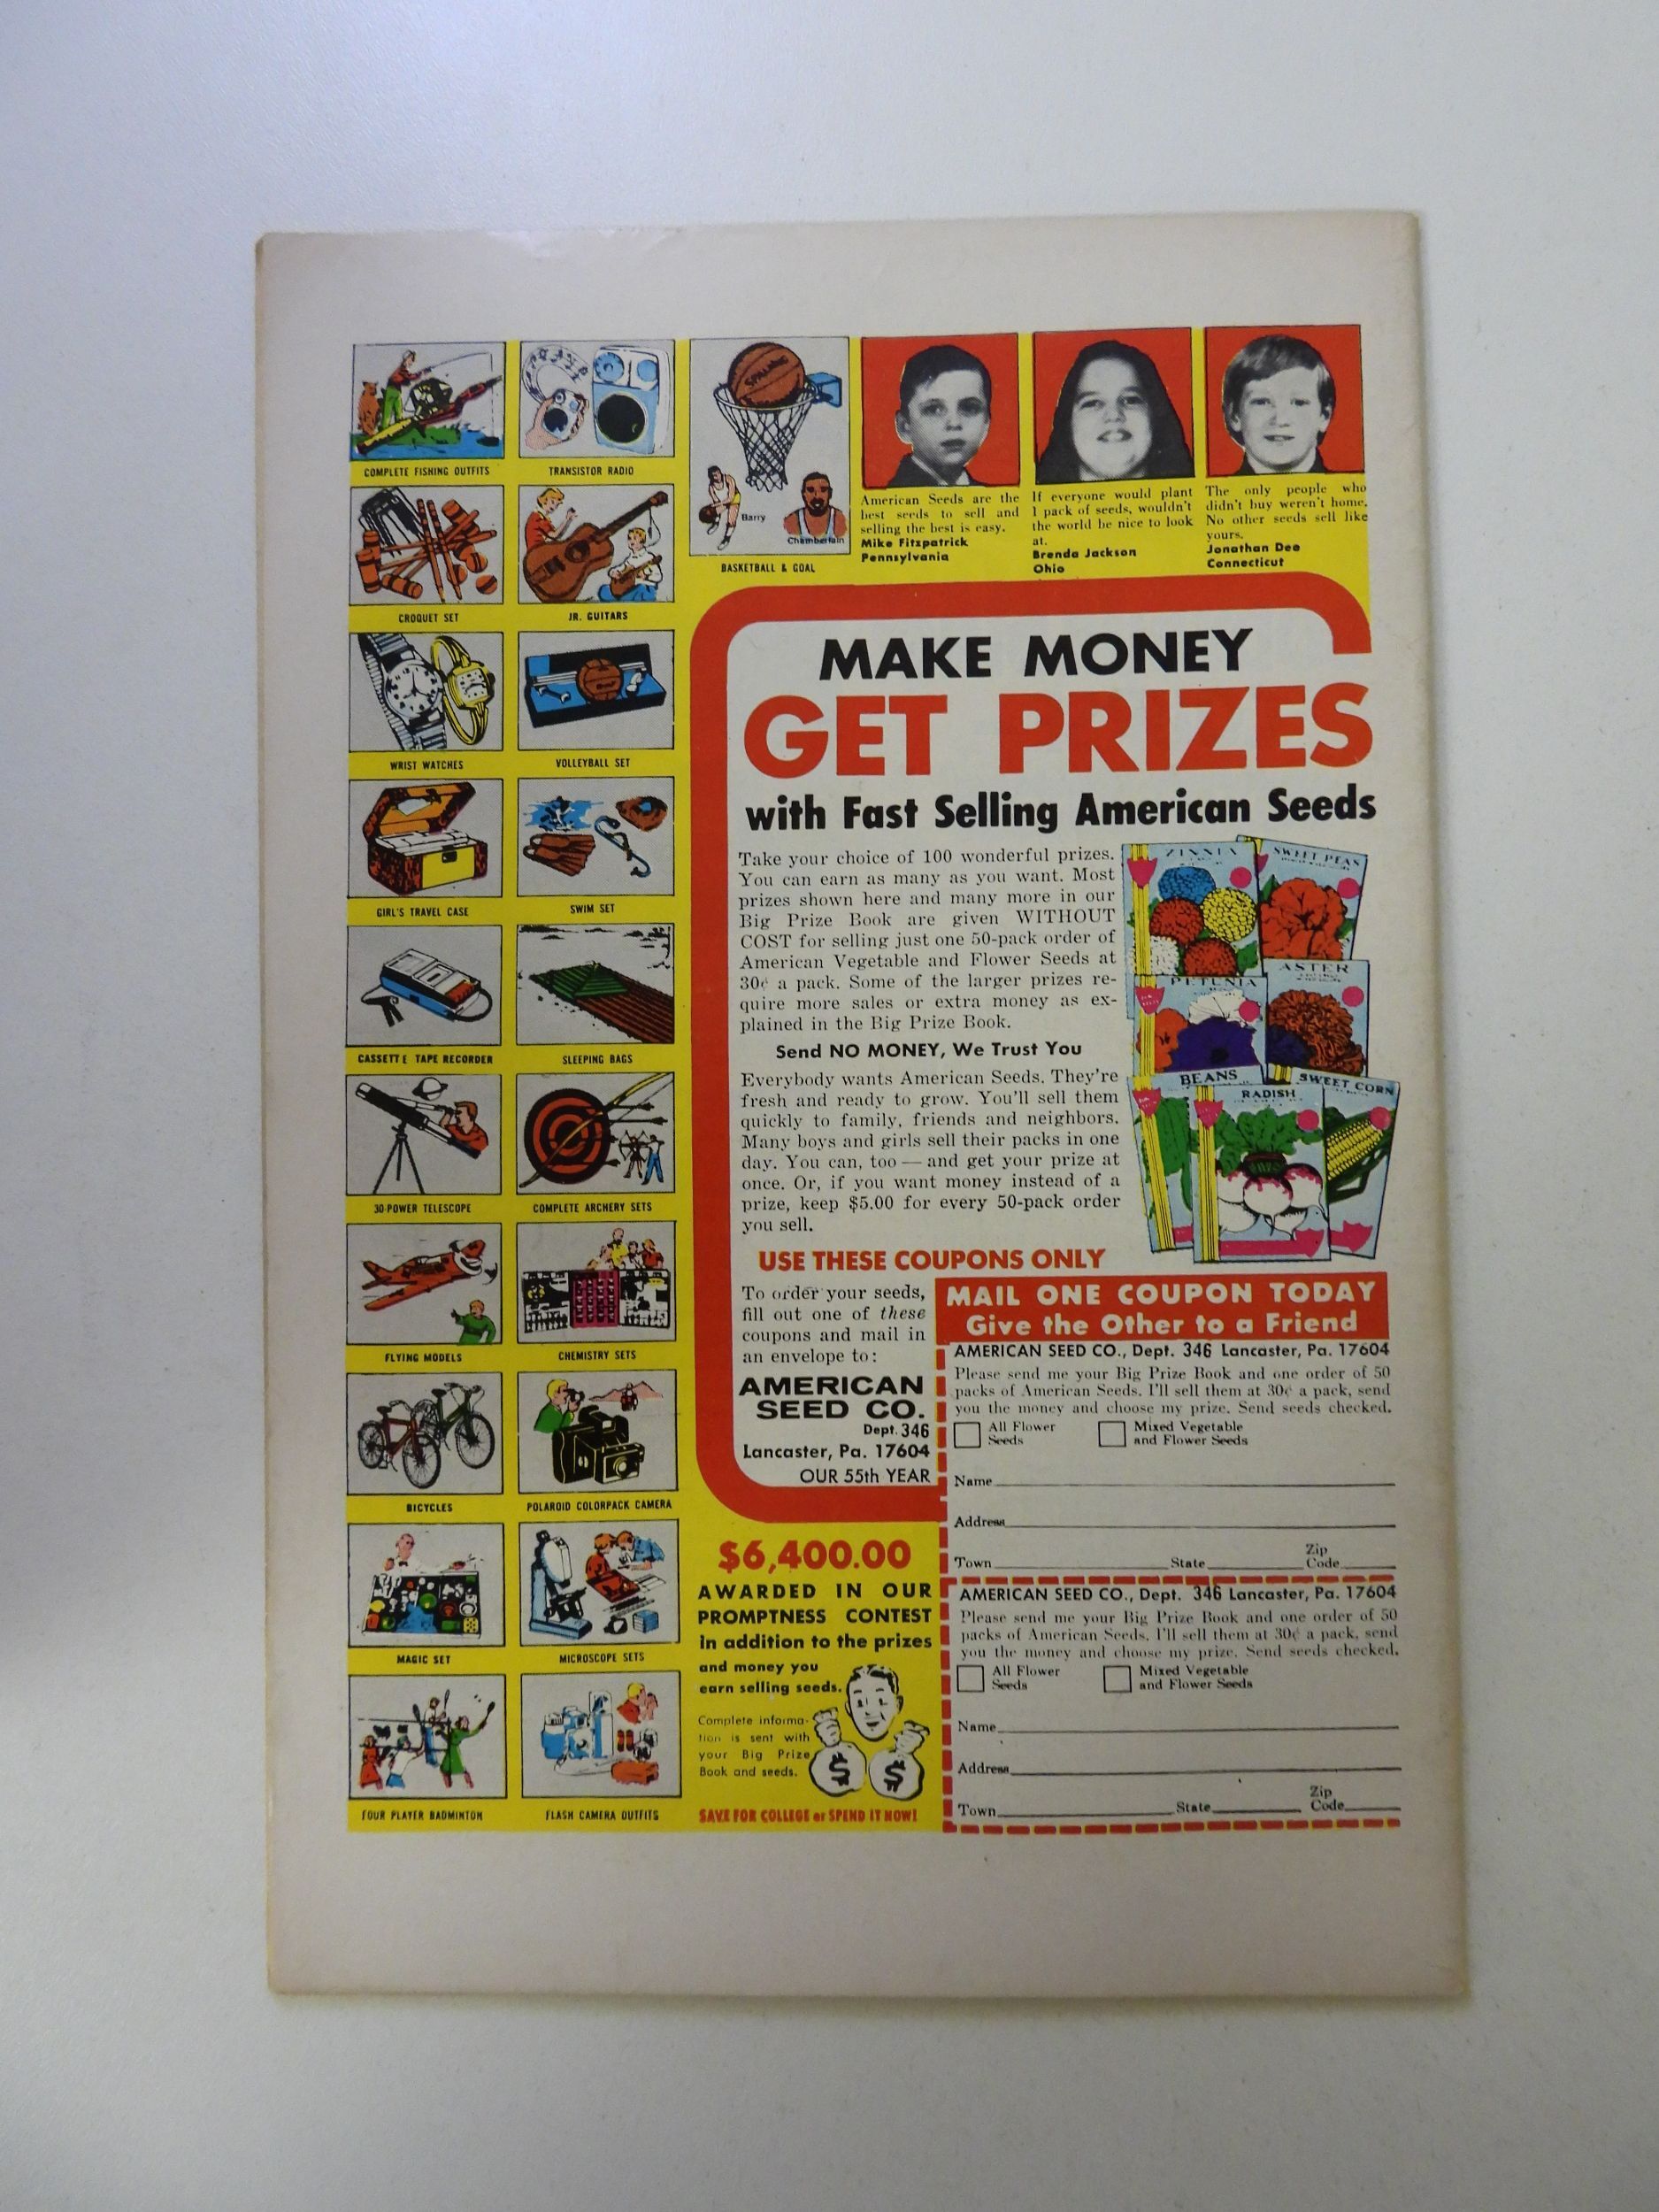 COMPLETE FISHING OUTFITS
TRANSISTOR RADIO
CROQUET SET
JR. GUITARS
WRIST WATCHES
VOLLEYBALL SET
GIRL'S TRAVEL CASE
SWIM SET
CASSETTE TAPE RECORDER
SLEEPING BAGS
30-POWER TELESCOPE
COMPLETE ARCHERY SETS
FLYING MODELS
CHEMISTRY SETS
BICYCLES
POLAROID COLORPACK CAMERA
MAGIC SET
MICROSCOPE SETS
FOUR PLAYER BADMINTON
FLASH CAMERA OUTFITS
SPALDING
Barry
Chamberlain
BASKETBALL & GOAL
American Seeds are the
best seeds to sell and
selling the best is easy.
Mike Fitzpatrick
Pennsylvania
If everyone would plant
1 pack of seeds, wouldn't
the world be nice to look
at.
Brenda Jackson
Ohio
The only people who
didn't buy weren't home.
No other seeds sell like
yours.
Jonathan Dee
Connecticut
MAKE MONEY
GET PRIZES
with Fast Selling American Seeds
Take your choice of 100 wonderful prizes.
You can earn as many as you want. Most
prizes shown here and many more in our
Big Prize Book are given WITHOUT
COST for selling just one 50-pack order of
American Vegetable and Flower Seeds at
30¢ a pack. Some of the larger prizes re-
quire more sales or extra money as ex-
plained in the Big Prize Book.
Send NO MONEY, We Trust You
Everybody wants American Seeds. They're
fresh and ready to grow. You'll sell them
quickly to family, friends and neighbors.
Many boys and girls sell their packs in one
day. You can, too — and get your prize at
once. Or, if you want money instead of a
prize, keep $5.00 for every 50-pack order
you sell.
ZINNIA
SWEET PEAS
PETUNIA
ASTER
BEANS
RADISH
SWEET CORN
USE THESE COUPONS ONLY
To order your seeds,
fill out one of these
coupons and mail in
an envelope to:
AMERICAN
SEED CO.
Dept. 346
Lancaster, Pa. 17604
OUR 55th YEAR
MAIL ONE COUPON TODAY
Give the Other to a Friend
AMERICAN SEED CO., Dept. 346 Lancaster, Pa. 17604
Please send me your Big Prize Book and one order of 50
packs of American Seeds. I'll sell them at 30¢ a pack, send
you the money and choose my prize. Send seeds checked.
All Flower Seeds
Mixed Vegetable and Flower Seeds
Name
Address
Town State Zip Code
AMERICAN SEED CO., Dept. 346 Lancaster, Pa. 17604
Please send me your Big Prize Book and one order of 50
packs of American Seeds. I'll sell them at 30¢ a pack, send
you the money and choose my prize. Send seeds checked.
All Flower Seeds
Mixed Vegetable and Flower Seeds
Name
Address
Town State Zip Code
$6,400.00
AWARDED IN OUR
PROMPTNESS CONTEST
in addition to the prizes
and money you
earn selling seeds.
Complete informa-
tion is sent with
your Big Prize
Book and seeds.
$ $
SAVE FOR COLLEGE or SPEND IT NOW!